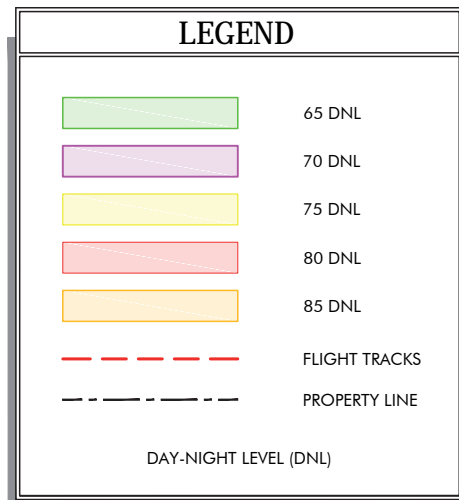 LEGEND
65 DNL
70 DNL
75 DNL
80 DNL
85 DNL
FLIGHT TRACKS
PROPERTY LINE
DAY-NIGHT LEVEL (DNL)